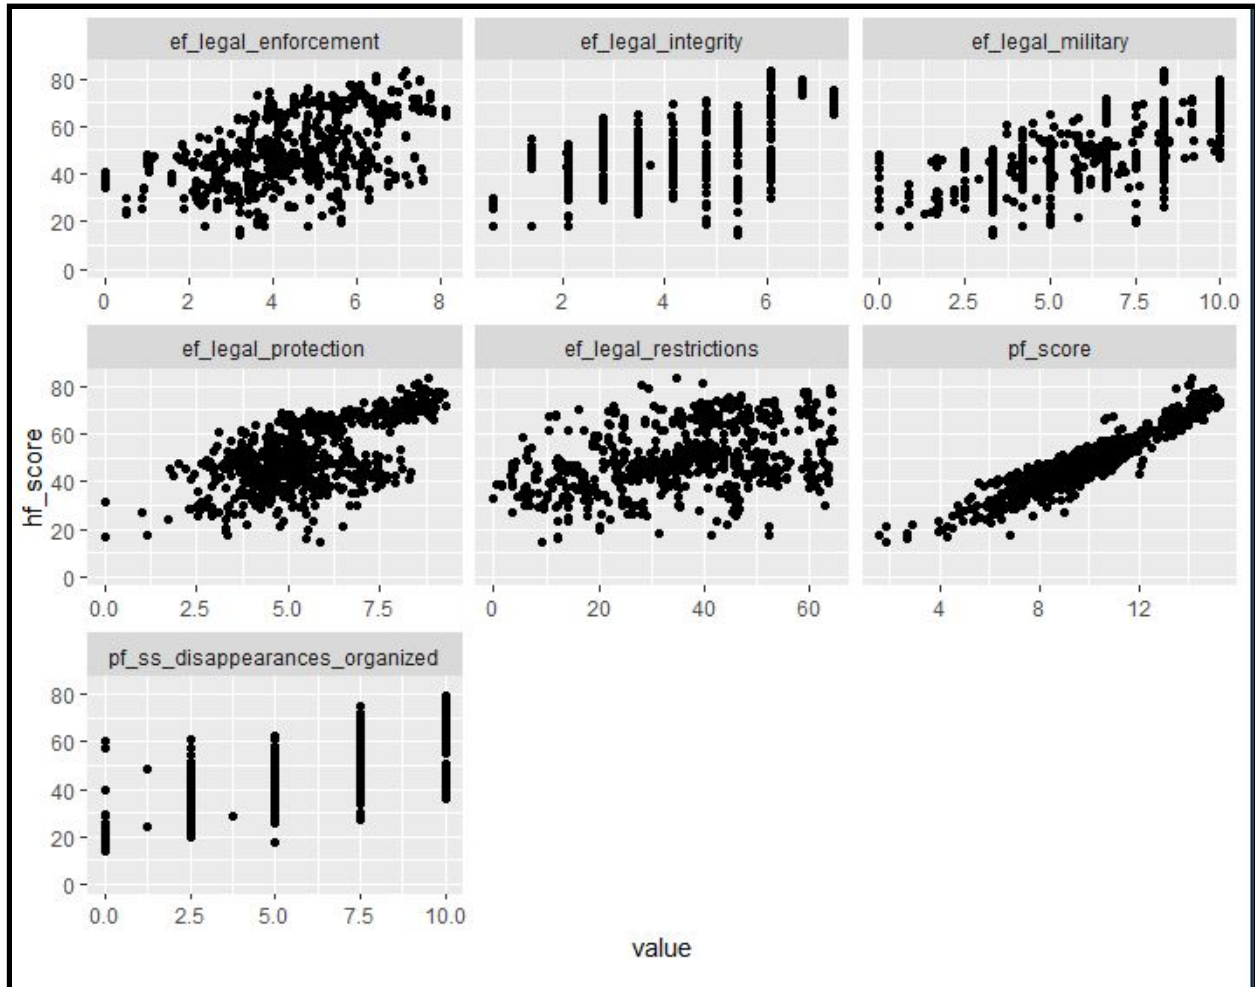 ef_legal_enforcement ef_legal_integrity ef_legal_military
80
60
40
20
0
0 2 4 6 8 2 4 6 0.0 2.5 5.0 7.5 10.0
ef_legal_protection ef_legal_restrictions pf_score
80
60
40
20
0
hf_score
0.0 2.5 5.0 7.5 0 20 40 60 4 8 12
pf_ss_disappearances_organized
80
60
40
20
0
0.0 2.5 5.0 7.5 10.0
value